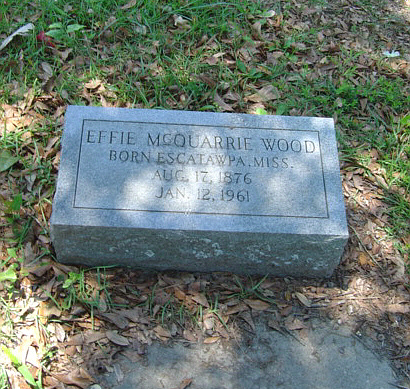 EFFIE McQUARRIE WOOD
BORN ESCATAWPA, MISS.
AUG. 17, 1876
JAN. 12, 1961